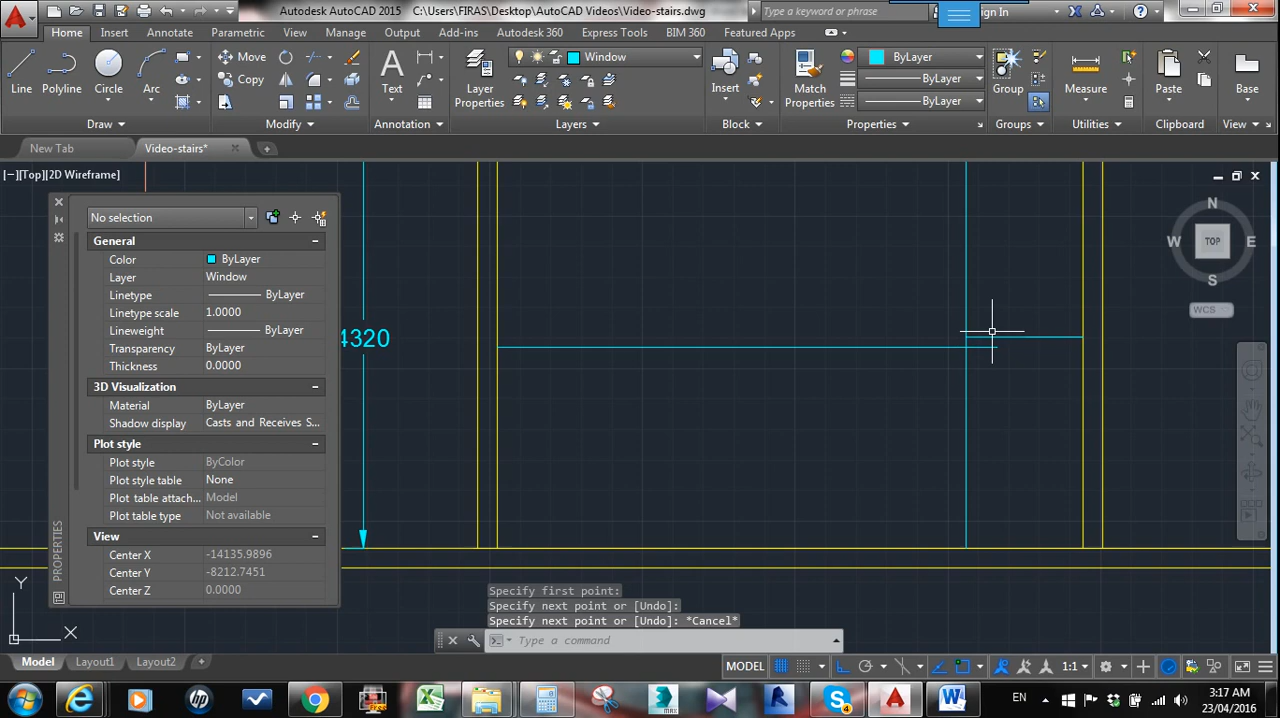 Autodesk AutoCAD 2015 C:\Users\FIRAS\Desktop\AutoCAD Videos\Video-stairs.dwg
Type a keyword or phrase
Sign In
Home Insert Annotate Parametric View Manage Output Add-ins Autodesk 360 Express Tools BIM 360 Featured Apps
Line
Polyline
Circle
Arc
Move
Copy
Text
Layer Properties
Window
Insert
Match Properties
ByLayer
ByLayer
ByLayer
Group
Measure
Paste
Base
Draw
Modify
Annotation
Layers
Block
Properties
Groups
Utilities
Clipboard
View
New Tab
Video-stairs*
[−][Top][2D Wireframe]
No selection
General
Color ByLayer
Layer Window
Linetype ByLayer
Linetype scale 1.0000
Lineweight ByLayer
Transparency ByLayer
Thickness 0.0000
3D Visualization
Material ByLayer
Shadow display Casts and Receives S...
Plot style
Plot style ByColor
Plot style table None
Plot table attach... Model
Plot table type Not available
View
Center X -14135.9896
Center Y -8212.7451
Center Z 0.0000
PROPERTIES
4320
N
W TOP E
S
WCS
Y
X
Specify first point:
Specify next point or [Undo]:
Specify next point or [Undo]: *Cancel*
Type a command
Model Layout1 Layout2
MODEL
1:1
EN
3:17 AM
23/04/2016